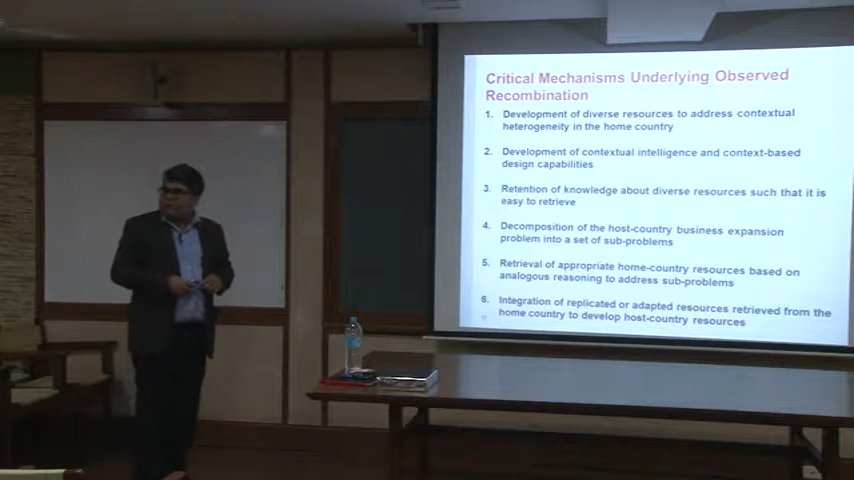 Critical Mechanisms Underlying Observed
Recombination
1. Development of diverse resources to address contextual
heterogeneity in the home country
2. Development of contextual intelligence and context-based
design capabilities
3. Retention of knowledge about diverse resources such that it is
easy to retrieve
4. Decomposition of the host-country business expansion
problem into a set of sub-problems
5. Retrieval of appropriate home-country resources based on
analogous reasoning to address sub-problems
6. Integration of replicated or adapted resources retrieved from the
home country to develop host-country resources